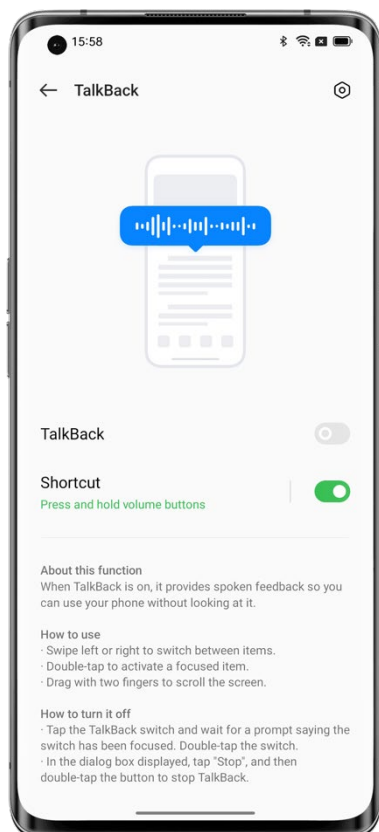 15:58
TalkBack
TalkBack
Shortcut
Press and hold volume buttons
About this function
When TalkBack is on, it provides spoken feedback so you
can use your phone without looking at it.
How to use
· Swipe left or right to switch between items.
· Double-tap to activate a focused item.
· Drag with two fingers to scroll the screen.
How to turn it off
· Tap the TalkBack switch and wait for a prompt saying the
switch has been focused. Double-tap the switch.
· In the dialog box displayed, tap "Stop", and then
double-tap the button to stop TalkBack.